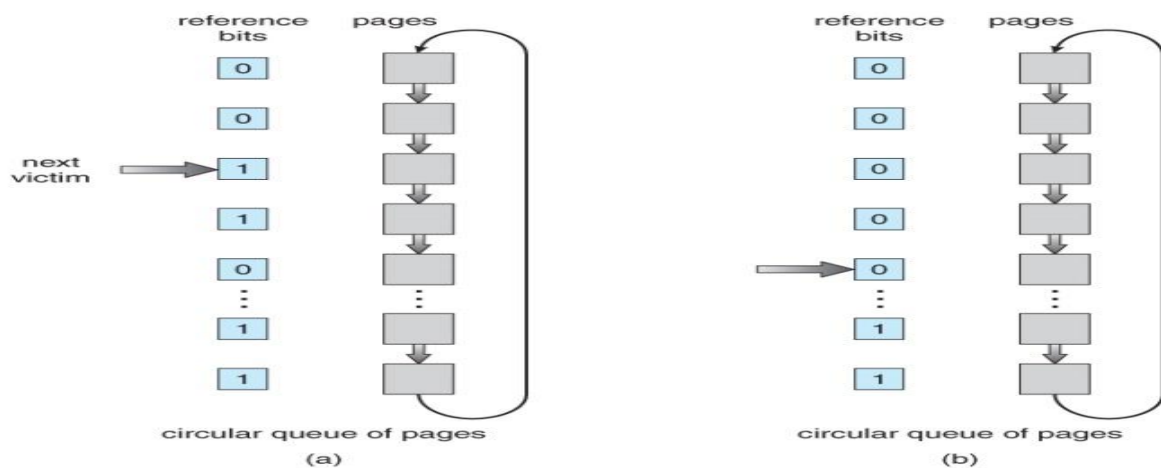 reference bits
pages
0
0
next victim
1
1
0
1
1
circular queue of pages
(a)
reference bits
pages
0
0
0
0
0
1
1
circular queue of pages
(b)